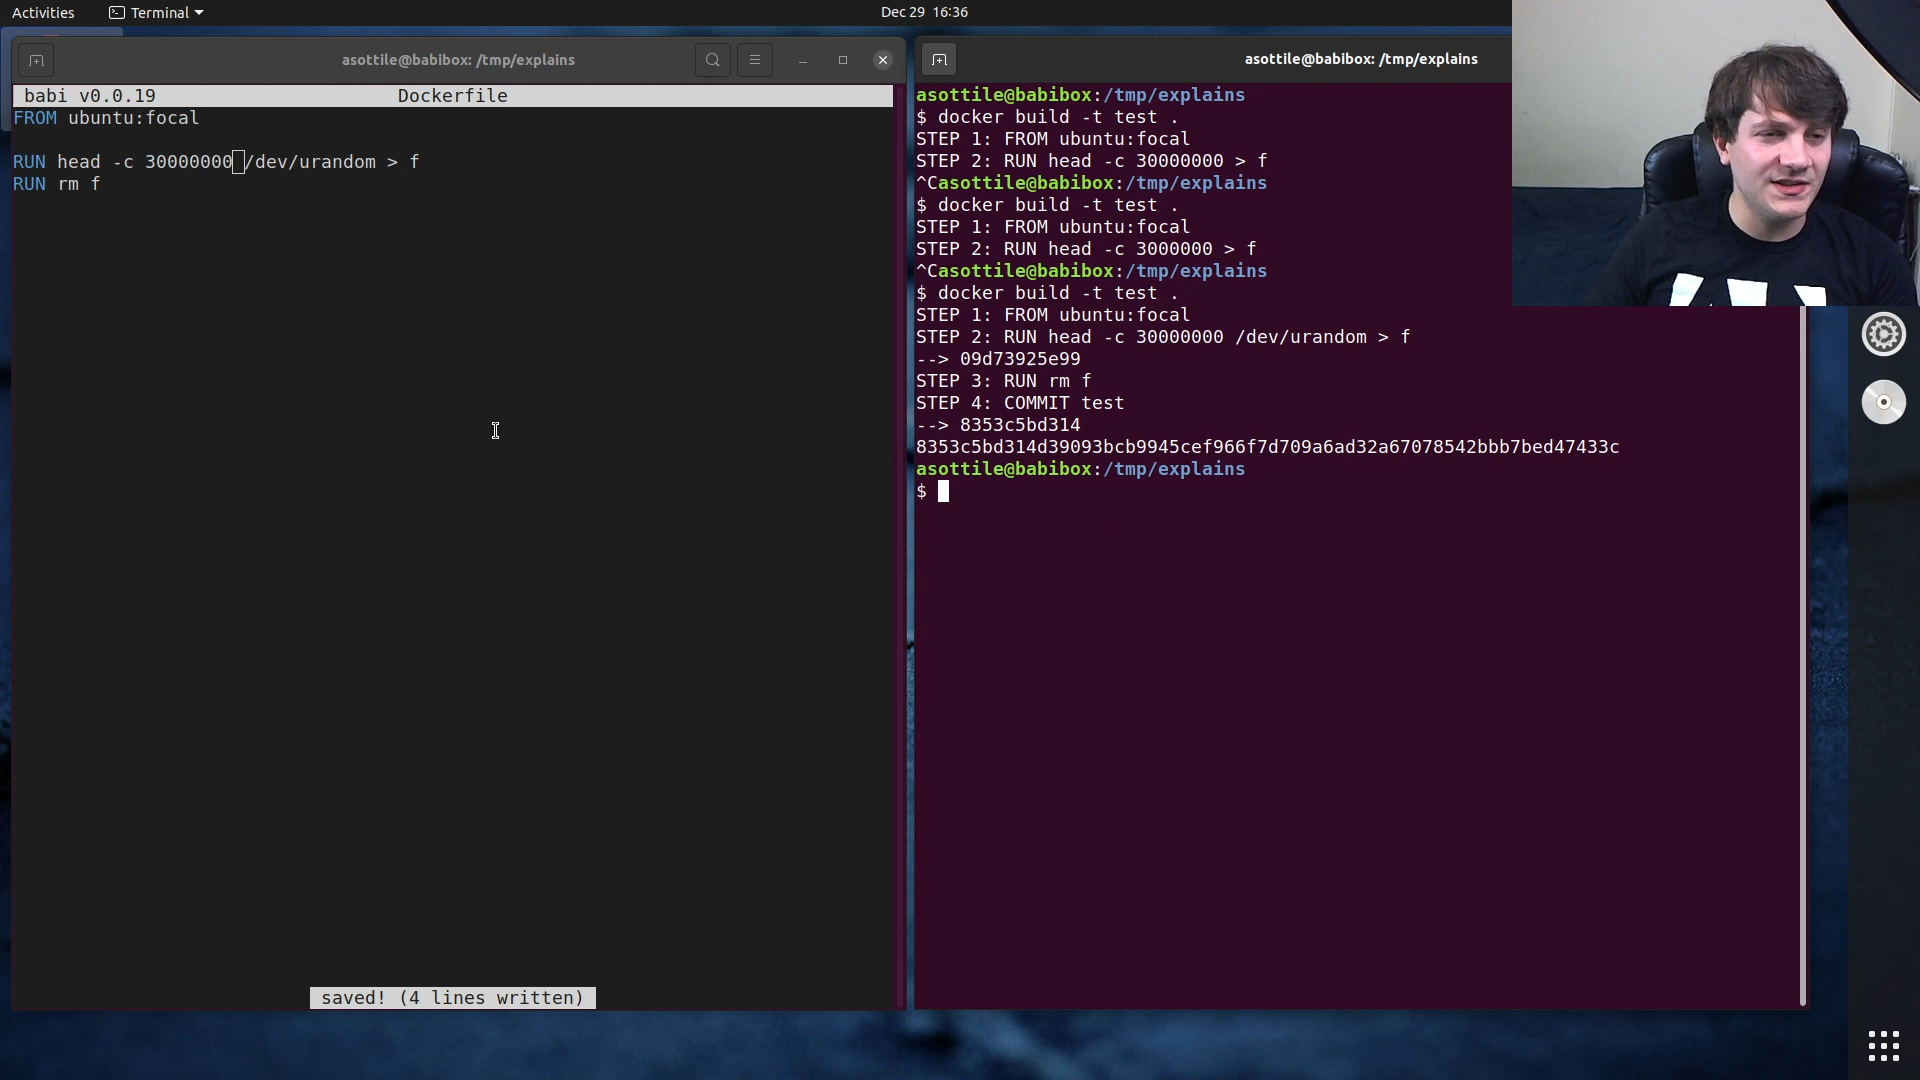 Activities
Terminal
Dec 29 16:36
asottile@babibox: /tmp/explains
babi v0.0.19 Dockerfile
FROM ubuntu:focal
RUN head -c 30000000 /dev/urandom > f
RUN rm f
saved! (4 lines written)
asottile@babibox: /tmp/explains
asottile@babibox:/tmp/explains
$ docker build -t test .
STEP 1: FROM ubuntu:focal
STEP 2: RUN head -c 30000000 > f
^Casottile@babibox:/tmp/explains
$ docker build -t test .
STEP 1: FROM ubuntu:focal
STEP 2: RUN head -c 3000000 > f
^Casottile@babibox:/tmp/explains
$ docker build -t test .
STEP 1: FROM ubuntu:focal
STEP 2: RUN head -c 30000000 /dev/urandom > f
--> 09d73925e99
STEP 3: RUN rm f
STEP 4: COMMIT test
--> 8353c5bd314
8353c5bd314d39093bcb9945cef966f7d709a6ad32a67078542bbb7bed47433c
asottile@babibox:/tmp/explains
$